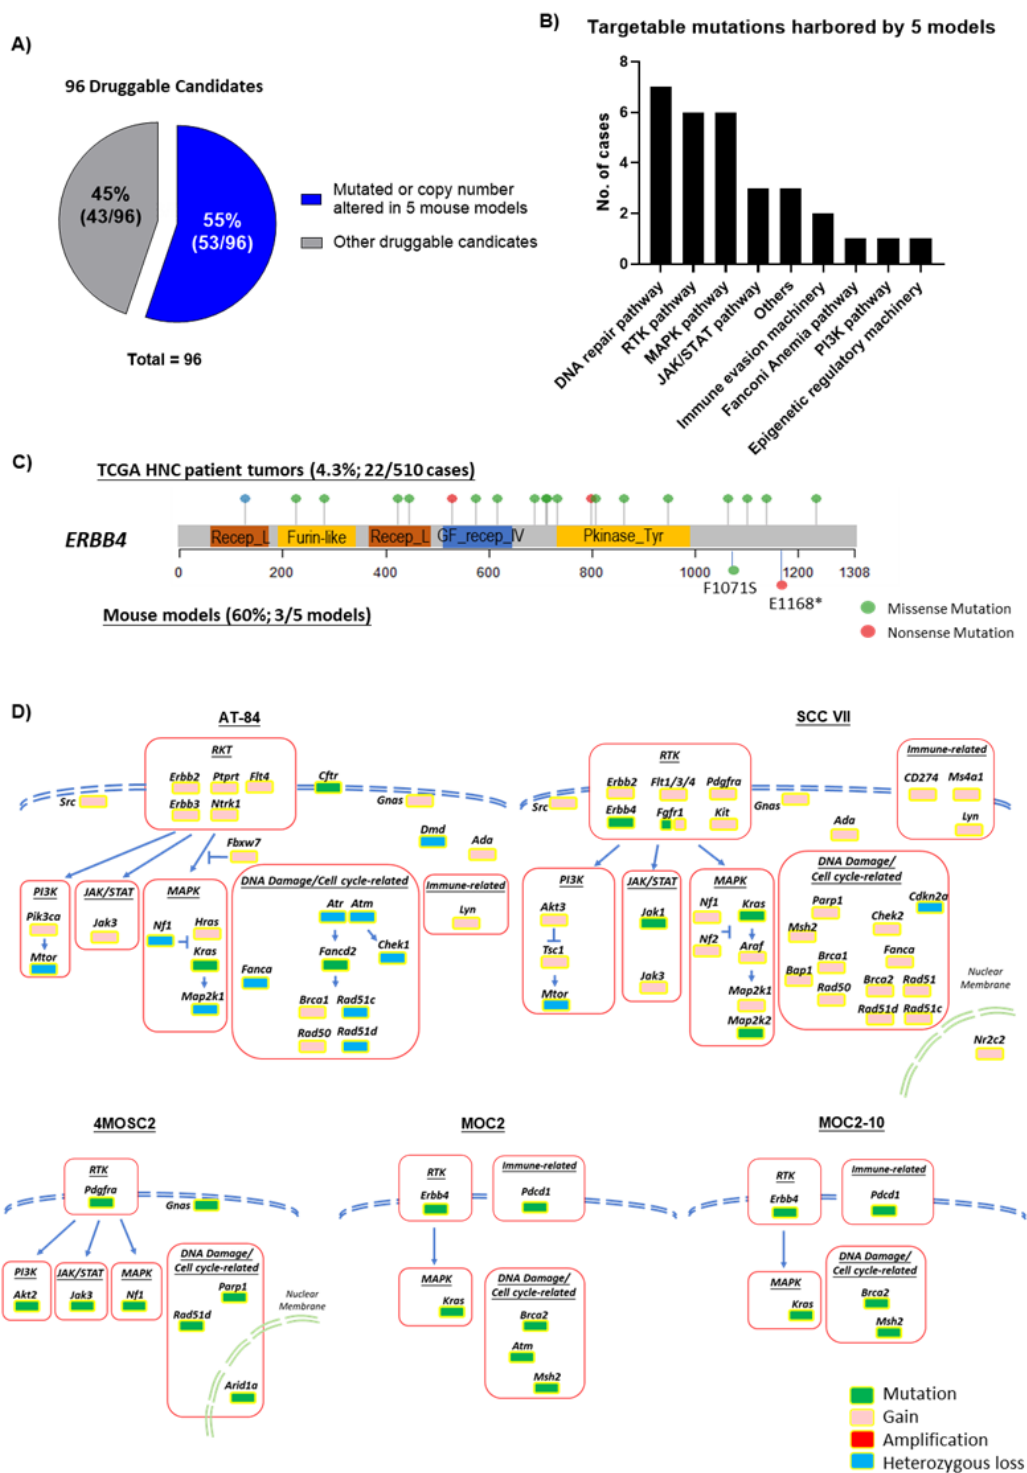 A)
96 Druggable Candidates
45%
(43/96)
55%
(53/96)
Mutated or copy number
altered in 5 mouse models
Other druggable candicates
Total = 96
B)
Targetable mutations harbored by 5 models
No. of cases
8
6
4
2
0
DNA repair pathway
RTK pathway
MAPK pathway
JAK/STAT pathway
Others
Immune evasion machinery
Fanconi Anemia pathway
PI3K pathway
Epigenetic regulatory machinery
C)
TCGA HNC patient tumors (4.3%; 22/510 cases)
ERBB4
Recep_L
Furin-like
Recep_L
GF_recep_IV
Pkinase_Tyr
0
200
400
600
800
1000
1200
1308
F1071S
E1168*
Mouse models (60%; 3/5 models)
Missense Mutation
Nonsense Mutation
D)
AT-84
RKT
Erbb2
Ptprt
Flt4
Erbb3
Ntrk1
Src
Cftr
Gnas
Dmd
Ada
Fbxw7
PI3K
Pik3ca
Mtor
JAK/STAT
Jak3
MAPK
Nf1
Hras
Kras
Map2k1
DNA Damage/Cell cycle-related
Atr
Atm
Chek1
Fancd2
Fanca
Brca1
Rad51c
Rad50
Rad51d
Immune-related
Lyn
SCC VII
RTK
Erbb2
Flt1/3/4
Pdgfra
Erbb4
Fgfr1
Kit
Src
Gnas
Ada
Immune-related
CD274
Ms4a1
Lyn
PI3K
Akt3
Tsc1
Mtor
JAK/STAT
Jak1
Jak3
MAPK
Nf1
Kras
Nf2
Araf
Map2k1
Map2k2
DNA Damage/
Cell cycle-related
Parp1
Cdkn2a
Msh2
Chek2
Brca1
Fanca
Bap1
Rad50
Brca2
Rad51
Rad51d
Rad51c
Nuclear
Membrane
Nr2c2
4MOSC2
RTK
Pdgfra
Gnas
PI3K
Akt2
JAK/STAT
Jak3
MAPK
Nf1
DNA Damage/
Cell cycle-related
Parp1
Rad51d
Arid1a
Nuclear
Membrane
MOC2
RTK
Erbb4
Immune-related
Pdcd1
MAPK
Kras
DNA Damage/
Cell cycle-related
Brca2
Atm
Msh2
MOC2-10
RTK
Erbb4
Immune-related
Pdcd1
MAPK
Kras
DNA Damage/
Cell cycle-related
Brca2
Msh2
Mutation
Gain
Amplification
Heterozygous loss